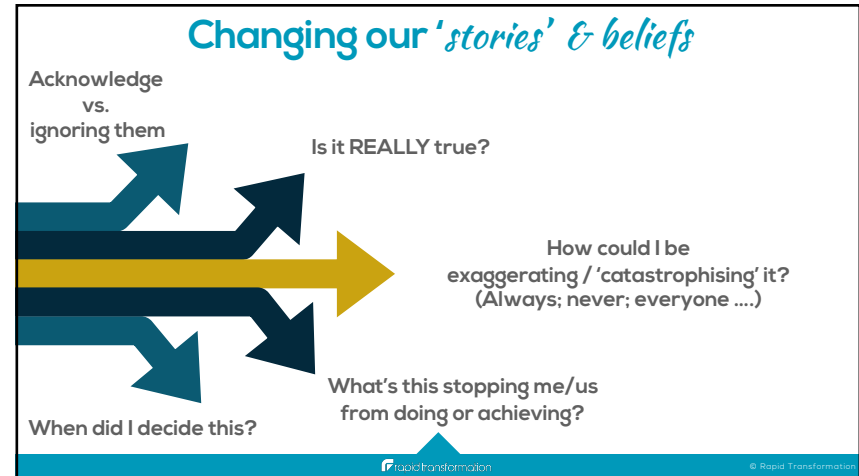 Changing our ‘stories’ & beliefs
Acknowledge
vs.
ignoring them
Is it REALLY true?
How could I be
exaggerating / ‘catastrophising’ it?
(Always; never; everyone ....)
What’s this stopping me/us
from doing or achieving?
When did I decide this?
rapid transformation
© Rapid Transformation